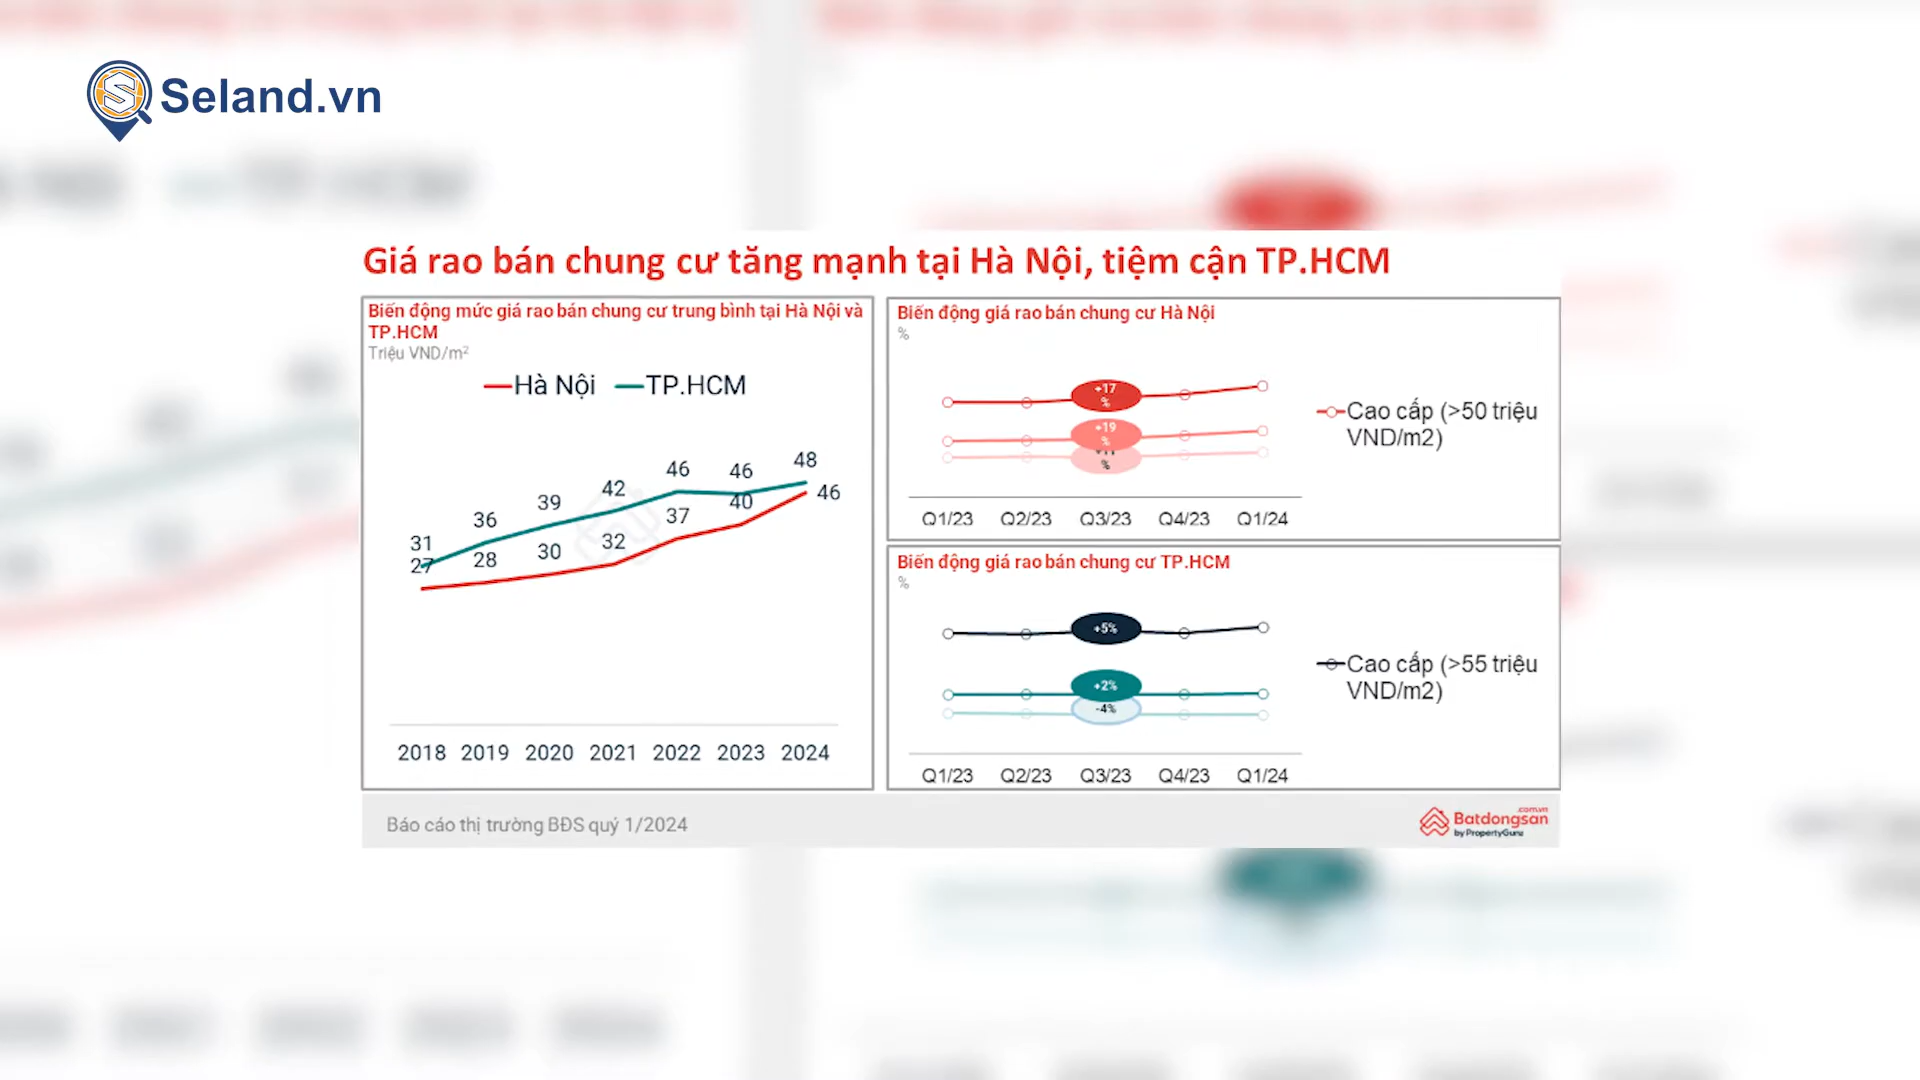 Seland.vn
Giá rao bán chung cư tăng mạnh tại Hà Nội, tiệm cận TP.HCM
Biến động mức giá rao bán chung cư trung bình tại Hà Nội và
TP.HCM
Triệu VND/m²
Hà Nội TP.HCM
31 36 39 42 46 46 48
27 28 30 32 37 40 46
2018 2019 2020 2021 2022 2023 2024
Biến động giá rao bán chung cư Hà Nội
%
+17
%
+19
%
%
Cao cấp (>50 triệu
VND/m2)
Q1/23 Q2/23 Q3/23 Q4/23 Q1/24
Biến động giá rao bán chung cư TP.HCM
%
+5%
+2%
-4%
Cao cấp (>55 triệu
VND/m2)
Q1/23 Q2/23 Q3/23 Q4/23 Q1/24
Báo cáo thị trường BĐS quý 1/2024
.com.vn
Batdongsan
by PropertyGuru